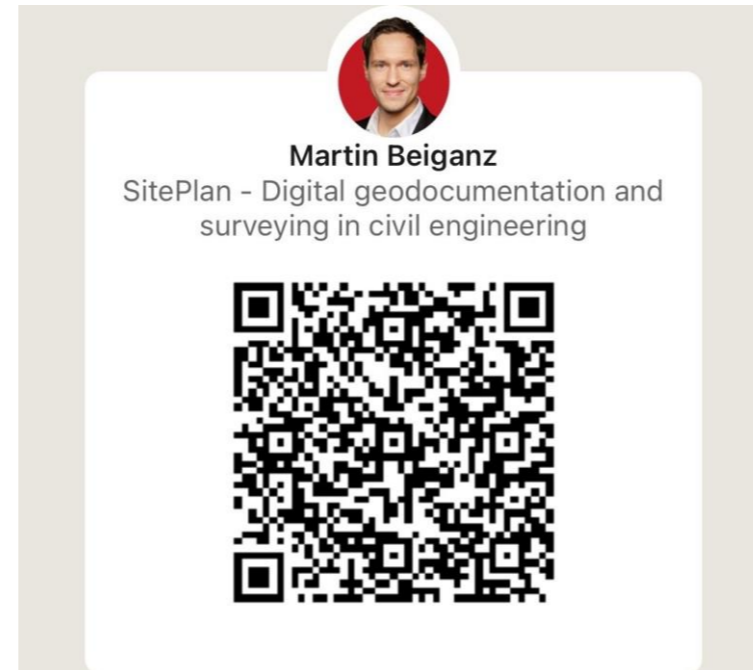 Martin Beiganz
SitePlan - Digital geodocumentation and
surveying in civil engineering